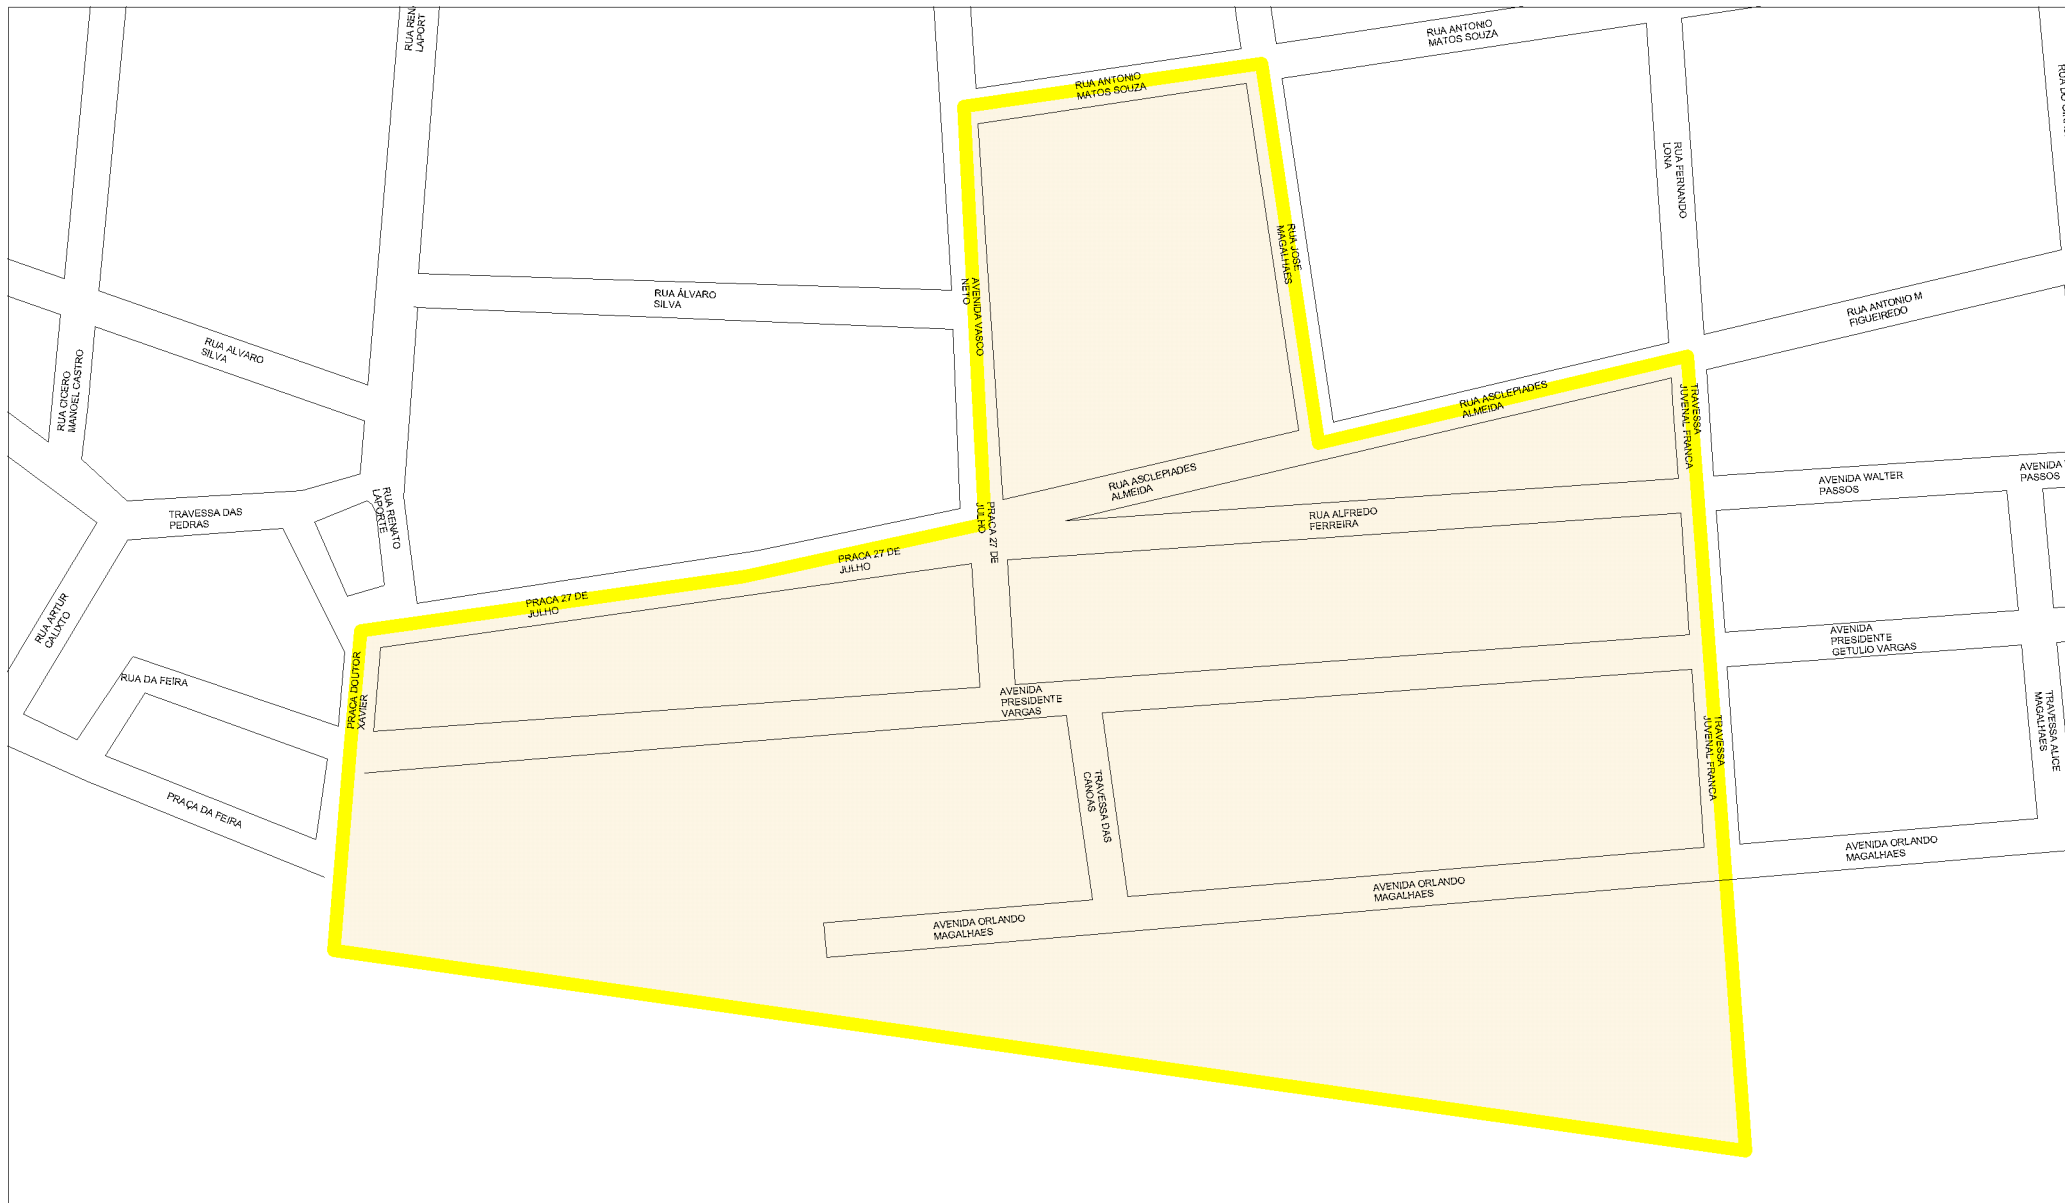 LAPORT
RUA ANTONIO
MATOS SOUZA
RUA ANTONIO
MATOS SOUZA
RUA FERNANDO
LONA
RUA JOSE
MAGALHAES
AVENIDA VASCO
NETO
RUA ÁLVARO
SILVA
RUA ANTONIO M
FIGUEIREDO
RUA ALVARO
SILVA
RUA CICERO
MANOEL CASTRO
RUA ASCLEPIADES
ALMEIDA
TRAVESSA
JUVENAL FRANCA
RUA ASCLEPIADES
ALMEIDA
AVENIDA WALTER
PASSOS
AVENIDA
PASSOS
RUA RENATO
LAPORTE
TRAVESSA DAS
PEDRAS
RUA ALFREDO
FERREIRA
PRACA 27 DE
JULHO
PRACA 27 DE
JULHO
PRACA 27 DE
JULHO
RUA ARTUR
CALIXTO
AVENIDA
PRESIDENTE
GETULIO VARGAS
RUA DA FEIRA
PRACA DOUTOR
XAVIER
AVENIDA
PRESIDENTE
VARGAS
TRAVESSA ALICE
MAGALHAES
TRAVESSA
JUVENAL FRANCA
TRAVESSA DAS
CANOAS
PRAÇA DA FEIRA
AVENIDA ORLANDO
MAGALHAES
AVENIDA ORLANDO
MAGALHAES
AVENIDA ORLANDO
MAGALHAES